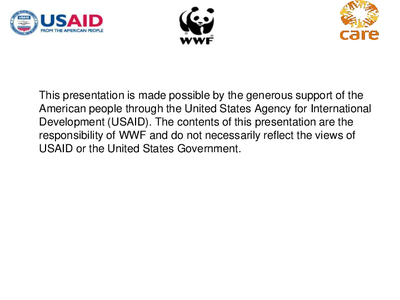 USAID
FROM THE AMERICAN PEOPLE
WWF
care
This presentation is made possible by the generous support of the
American people through the United States Agency for International
Development (USAID). The contents of this presentation are the
responsibility of WWF and do not necessarily reflect the views of
USAID or the United States Government.